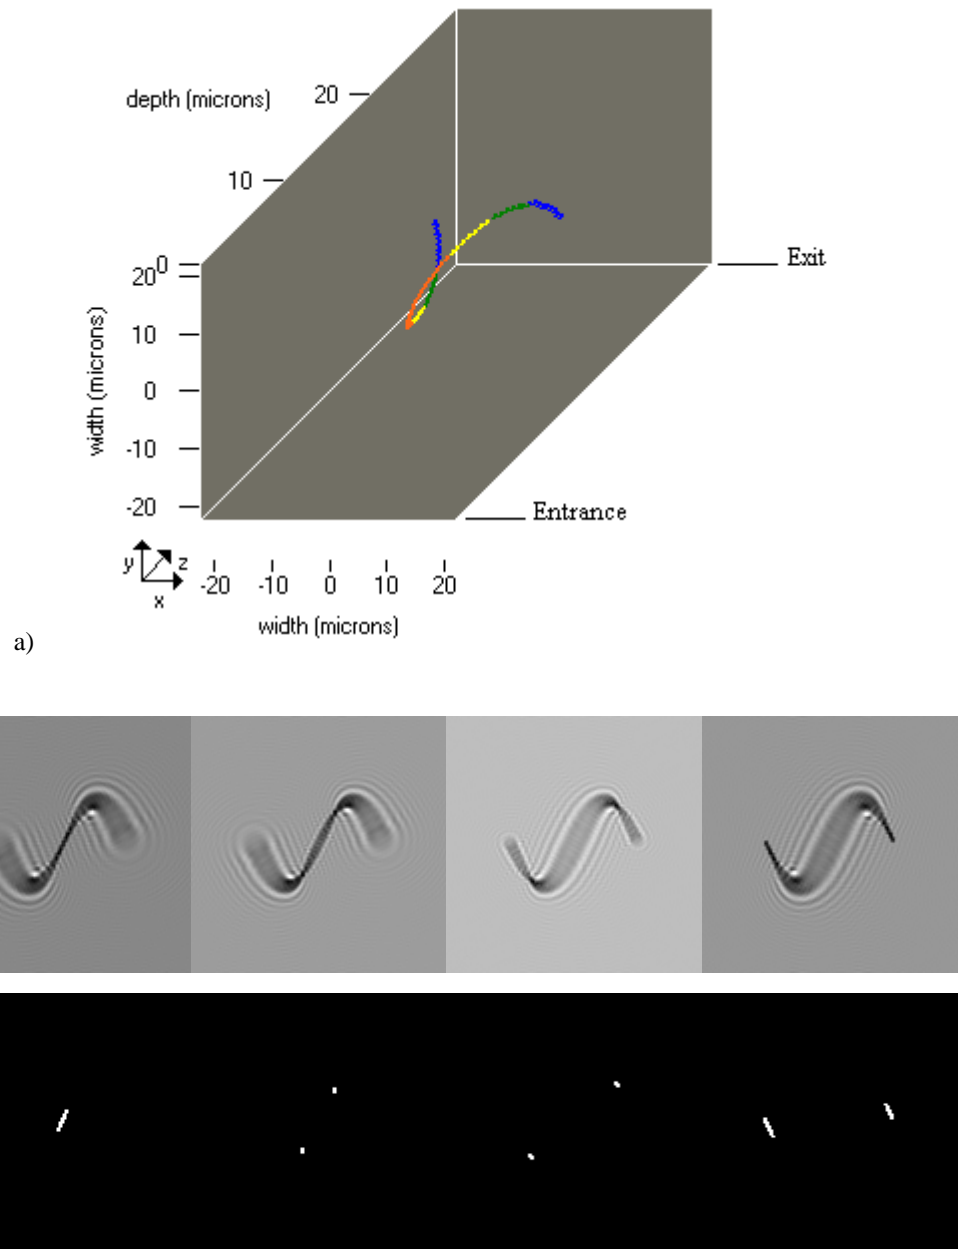 depth (microns)
20
10
0
20
10
0
-10
-20
width (microns)
Exit
Entrance
y
z
x
-20 -10 0 10 20
width (microns)
a)